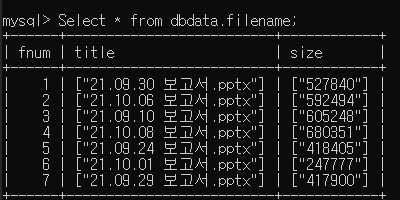 mysql> Select * from dbdata.filename;
+------+---------------------------+------------+
| fnum | title | size |
+------+---------------------------+------------+
| 1 | ["21.09.30 보고서.pptx"] | ["527840"] |
| 2 | ["21.10.06 보고서.pptx"] | ["592494"] |
| 3 | ["21.09.10 보고서.pptx"] | ["605248"] |
| 4 | ["21.10.08 보고서.pptx"] | ["680351"] |
| 5 | ["21.09.24 보고서.pptx"] | ["418405"] |
| 6 | ["21.10.01 보고서.pptx"] | ["247777"] |
| 7 | ["21.09.29 보고서.pptx"] | ["417900"] |
+------+---------------------------+------------+